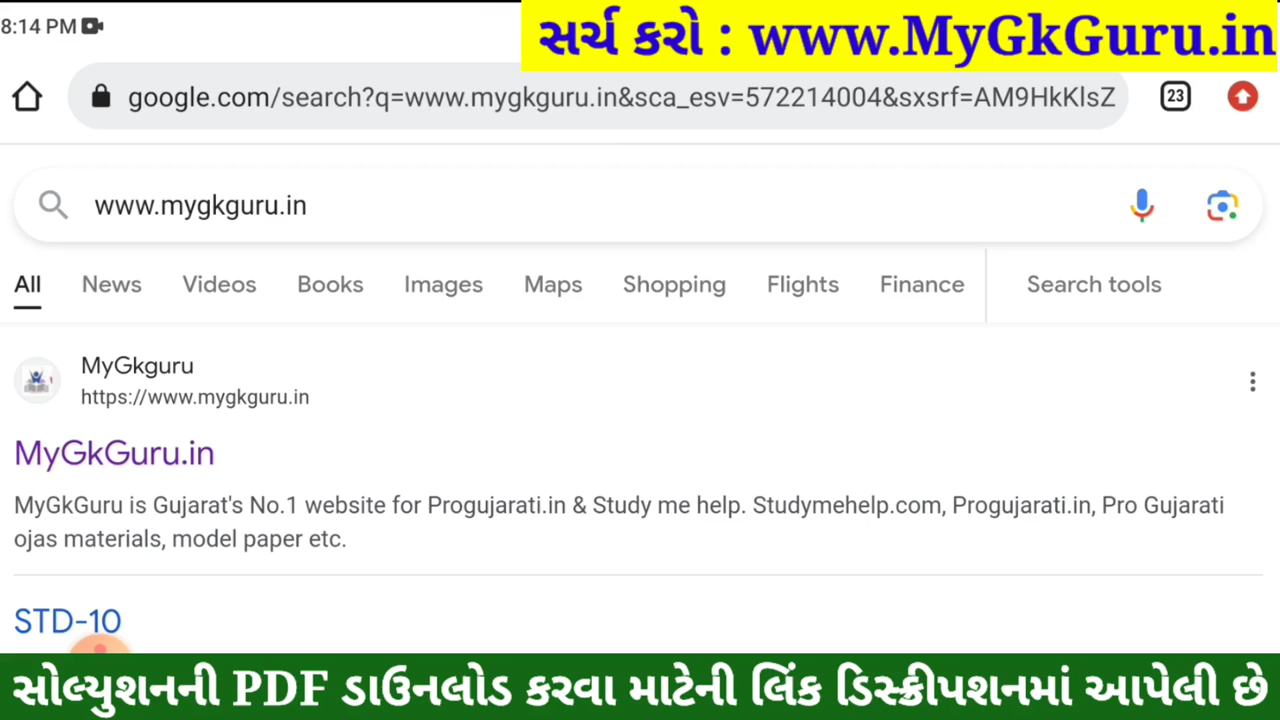 8:14 PM
સર્ચ કરો : www.MyGkGuru.in
google.com/search?q=www.mygkguru.in&sca_esv=572214004&sxsrf=AM9HkKlsZ
23
www.mygkguru.in
All News Videos Books Images Maps Shopping Flights Finance Search tools
MyGkguru
https://www.mygkguru.in
MyGkGuru.in
MyGkGuru is Gujarat's No.1 website for Progujarati.in & Study me help. Studymehelp.com, Progujarati.in, Pro Gujarati
ojas materials, model paper etc.
STD-10
સોલ્યુશનની PDF ડાઉનલોડ કરવા માટેની લિંક ડિસ્ક્રીપશનમાં આપેલી છે